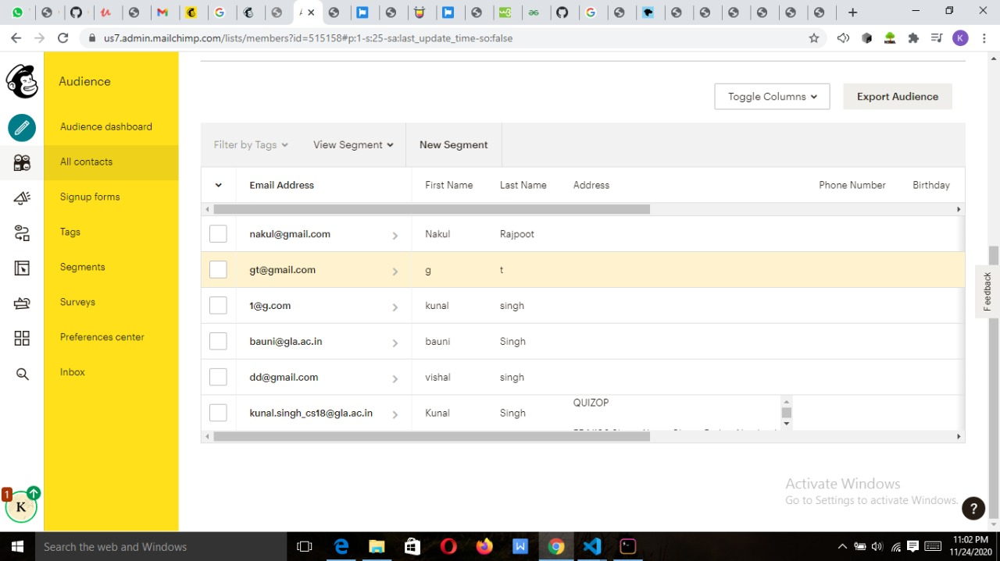 us7.admin.mailchimp.com/lists/members?id=515158#p:1-s:25-sa:last_update_time-so:false
K
Audience
Audience dashboard
All contacts
Signup forms
Tags
Segments
Surveys
Preferences center
Inbox
1
K
Toggle Columns
Export Audience
Filter by Tags
View Segment
New Segment
Email Address First Name Last Name Address Phone Number Birthday
nakul@gmail.com Nakul Rajpoot
gt@gmail.com g t
1@g.com kunal singh
bauni@gla.ac.in bauni Singh
dd@gmail.com vishal singh
kunal.singh_cs18@gla.ac.in Kunal Singh QUIZOP
Feedback
Activate Windows
Go to Settings to activate Windows.
?
Search the web and Windows
11:02 PM
11/24/2020